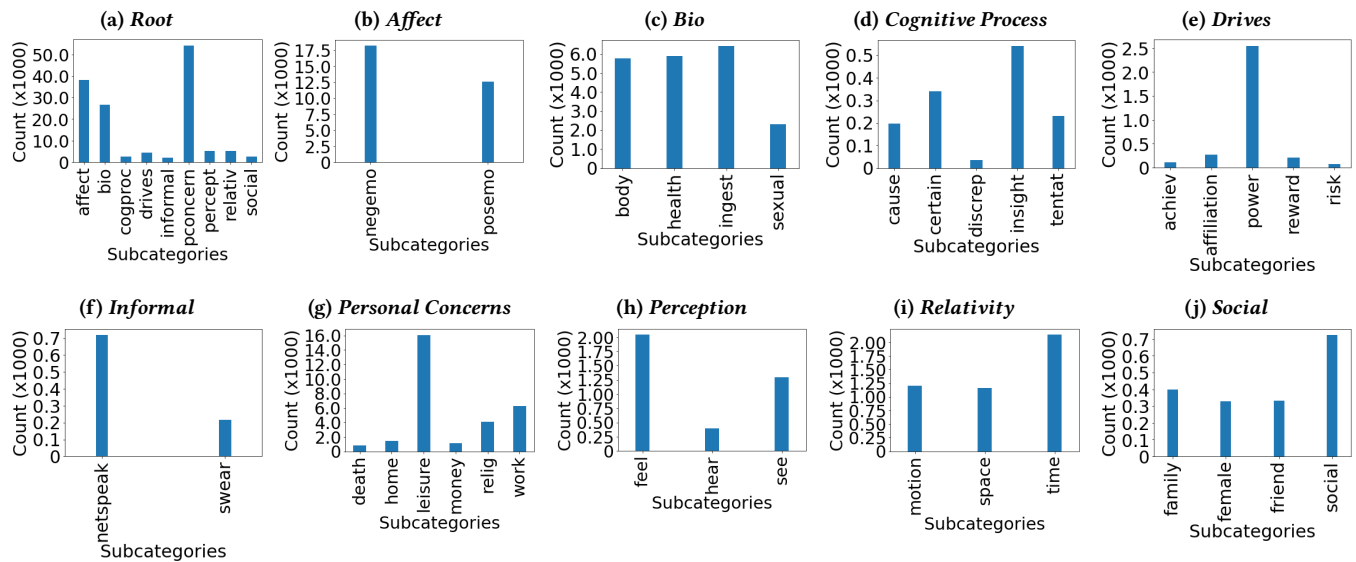 (a) Root
Count (x1000)
50.0
40.0
30.0
20.0
10.0
0
affect
bio
cogproc
drives
informal
pconcern
percept
relativ
social
Subcategories
(b) Affect
Count (x1000)
17.5
15.0
12.5
10.0
7.5
5.0
2.5
0
negemo
posemo
Subcategories
(c) Bio
Count (x1000)
6.0
5.0
4.0
3.0
2.0
1.0
0
body
health
ingest
sexual
Subcategories
(d) Cognitive Process
Count (x1000)
0.5
0.4
0.3
0.2
0.1
0
cause
certain
discrep
insight
tentat
Subcategories
(e) Drives
Count (x1000)
2.5
2.0
1.5
1.0
0.5
0
achiev
affiliation
power
reward
risk
Subcategories
(f) Informal
Count (x1000)
0.7
0.6
0.5
0.4
0.3
0.2
0.1
0
netspeak
swear
Subcategories
(g) Personal Concerns
Count (x1000)
16.0
14.0
12.0
10.0
8.0
6.0
4.0
2.0
0
death
home
leisure
money
relig
work
Subcategories
(h) Perception
Count (x1000)
2.00
1.75
1.50
1.25
1.00
0.75
0.50
0.25
0
feel
hear
see
Subcategories
(i) Relativity
Count (x1000)
2.00
1.75
1.50
1.25
1.00
0.75
0.50
0.25
0
motion
space
time
Subcategories
(j) Social
Count (x1000)
0.7
0.6
0.5
0.4
0.3
0.2
0.1
0
family
female
friend
social
Subcategories